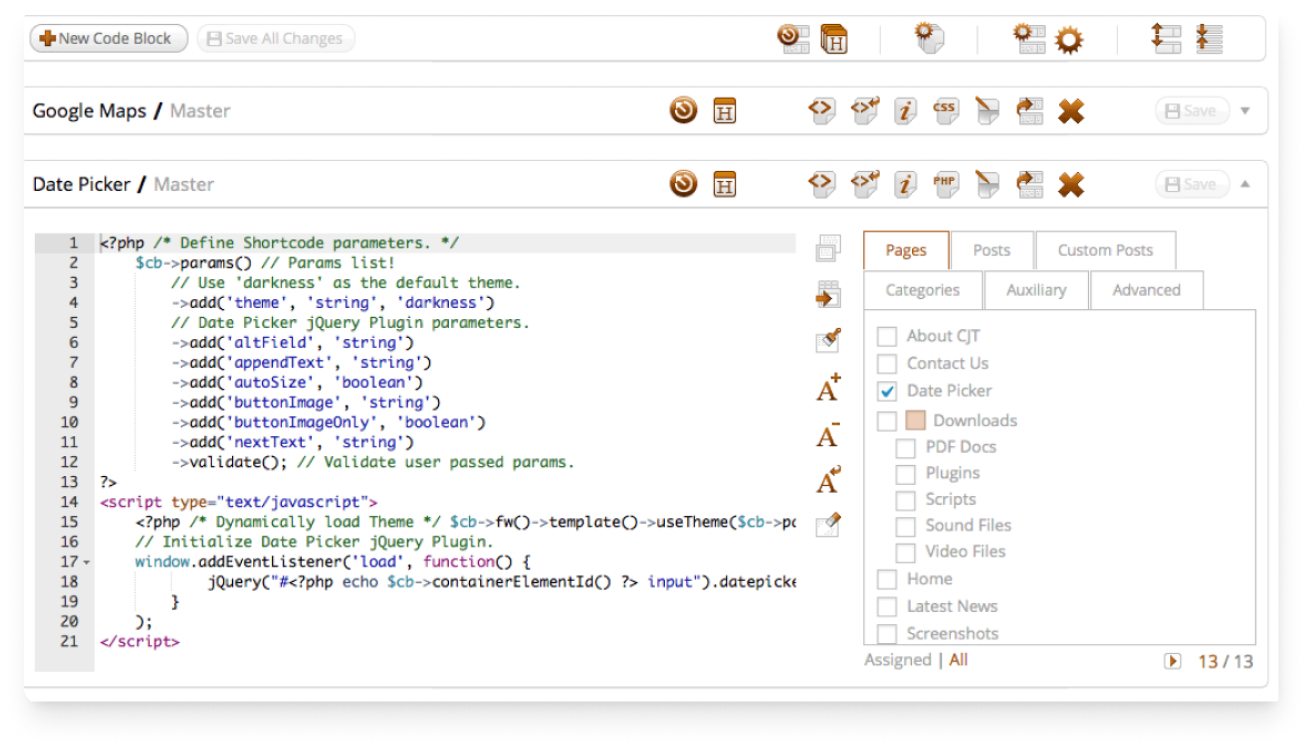 New Code Block Save All Changes
H
Google Maps / Master
H <> <> i CSS Save
Date Picker / Master
H <> <> i PHP Save
1 <?php /* Define Shortcode parameters. */
2     $cb->params() // Params list!
3         // Use 'darkness' as the default theme.
4         ->add('theme', 'string', 'darkness')
5         // Date Picker jQuery Plugin parameters.
6         ->add('altField', 'string')
7         ->add('appendText', 'string')
8         ->add('autoSize', 'boolean')
9         ->add('buttonImage', 'string')
10         ->add('buttonImageOnly', 'boolean')
11         ->add('nextText', 'string')
12         ->validate(); // Validate user passed params.
13 ?>
14 <script type="text/javascript">
15     <?php /* Dynamically load Theme */ $cb->fw()->template()->useTheme($cb->pa
16     // Initialize Date Picker jQuery Plugin.
17     window.addEventListener('load', function() {
18             jQuery("#<?php echo $cb->containerElementId() ?> input").datepicke
19         }
20     );
21 </script>
A+
A-
A
Pages Posts Custom Posts
Categories Auxiliary Advanced
About CJT
Contact Us
Date Picker
Downloads
PDF Docs
Plugins
Scripts
Sound Files
Video Files
Home
Latest News
Screenshots
Assigned | All 13 / 13